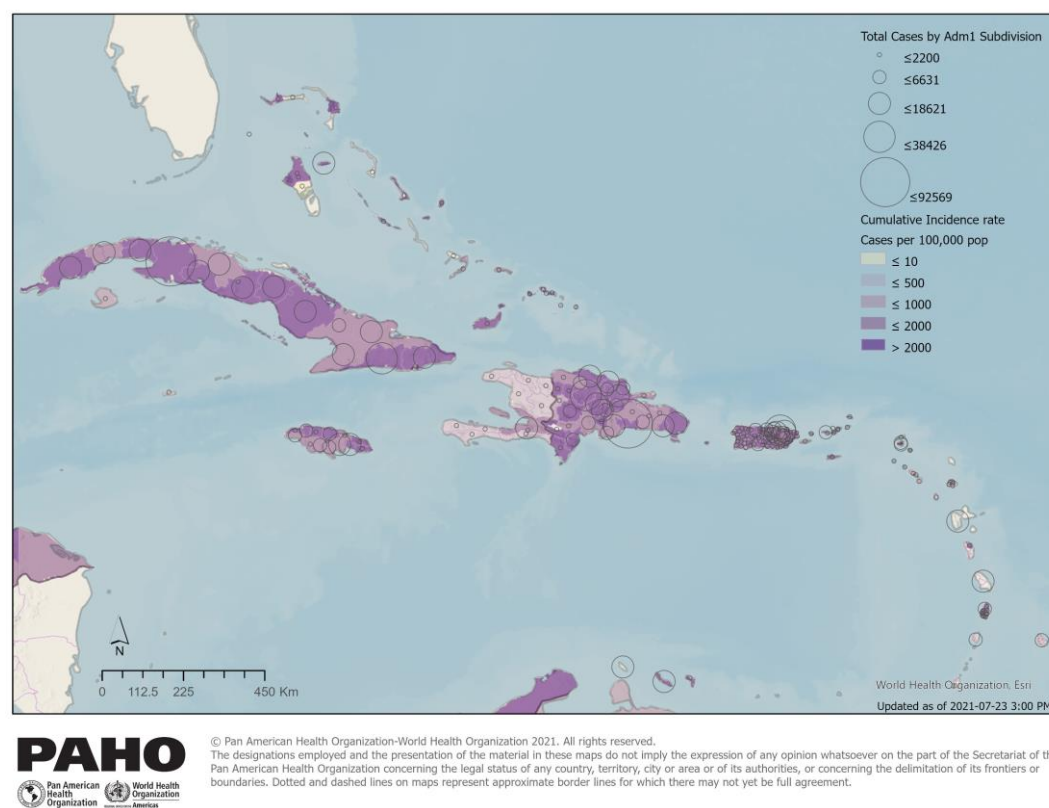 Total Cases by Adm1 Subdivision
≤2200
≤6631
≤18621
≤38426
≤92569
Cumulative Incidence rate
Cases per 100,000 pop
≤ 10
≤ 500
≤ 1000
≤ 2000
> 2000
N
0 112.5 225 450 Km
World Health Organization, Esri
Updated as of 2021-07-23 3:00 PM
PAHO
Pan American
Health
Organization
World Health
Organization
Americas
© Pan American Health Organization-World Health Organization 2021. All rights reserved.
The designations employed and the presentation of the material in these maps do not imply the expression of any opinion whatsoever on the part of the Secretariat of th
Pan American Health Organization concerning the legal status of any country, territory, city or area or of its authorities, or concerning the delimitation of its frontiers or
boundaries. Dotted and dashed lines on maps represent approximate border lines for which there may not yet be full agreement.